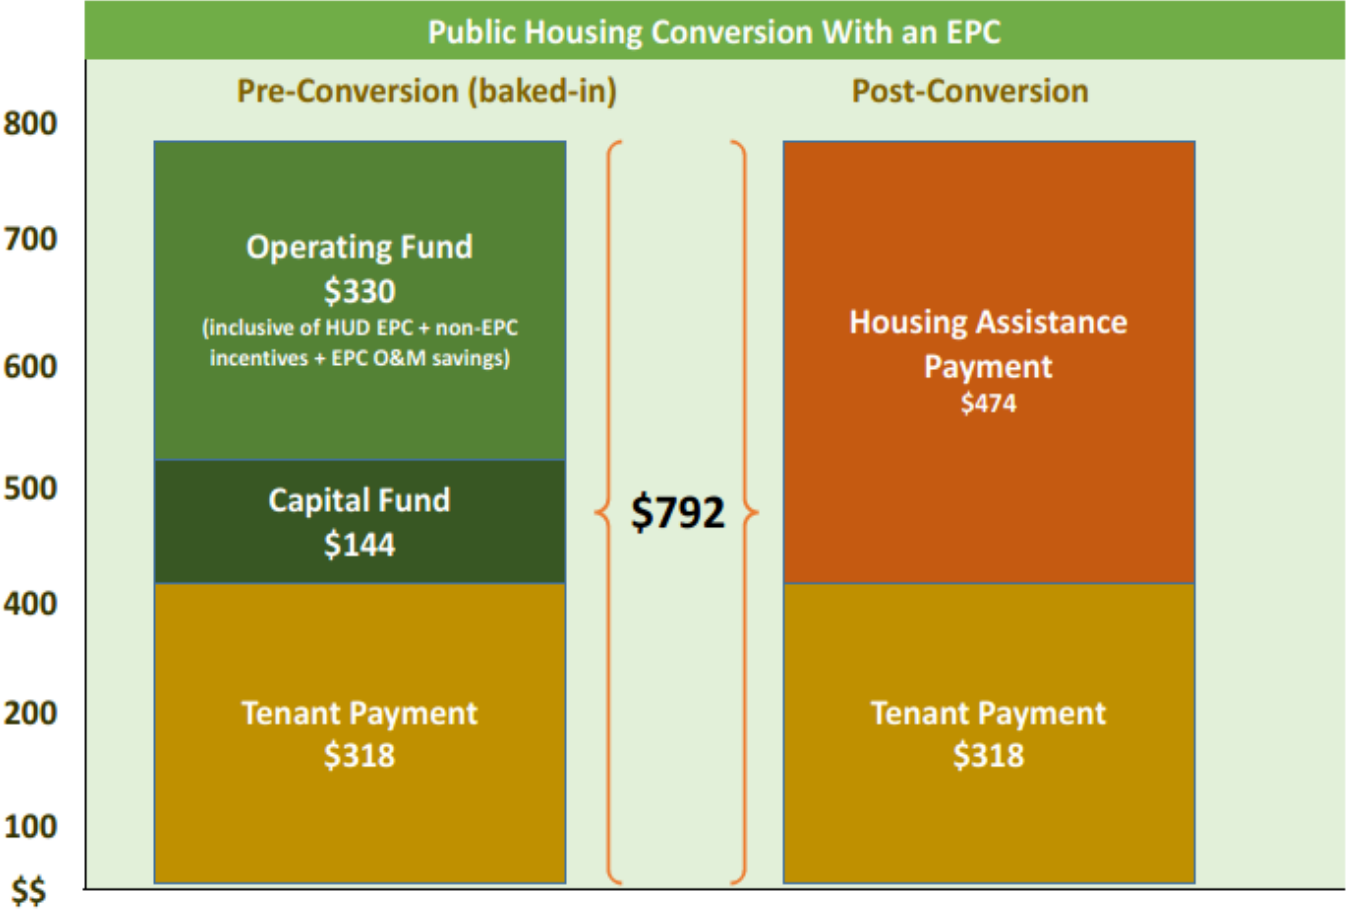 Public Housing Conversion With an EPC
Pre-Conversion (baked-in)
Post-Conversion
800
700
600
500
400
200
100
$$
Operating Fund
$330
(inclusive of HUD EPC + non-EPC
incentives + EPC O&M savings)
Capital Fund
$144
Tenant Payment
$318
$792
Housing Assistance
Payment
$474
Tenant Payment
$318